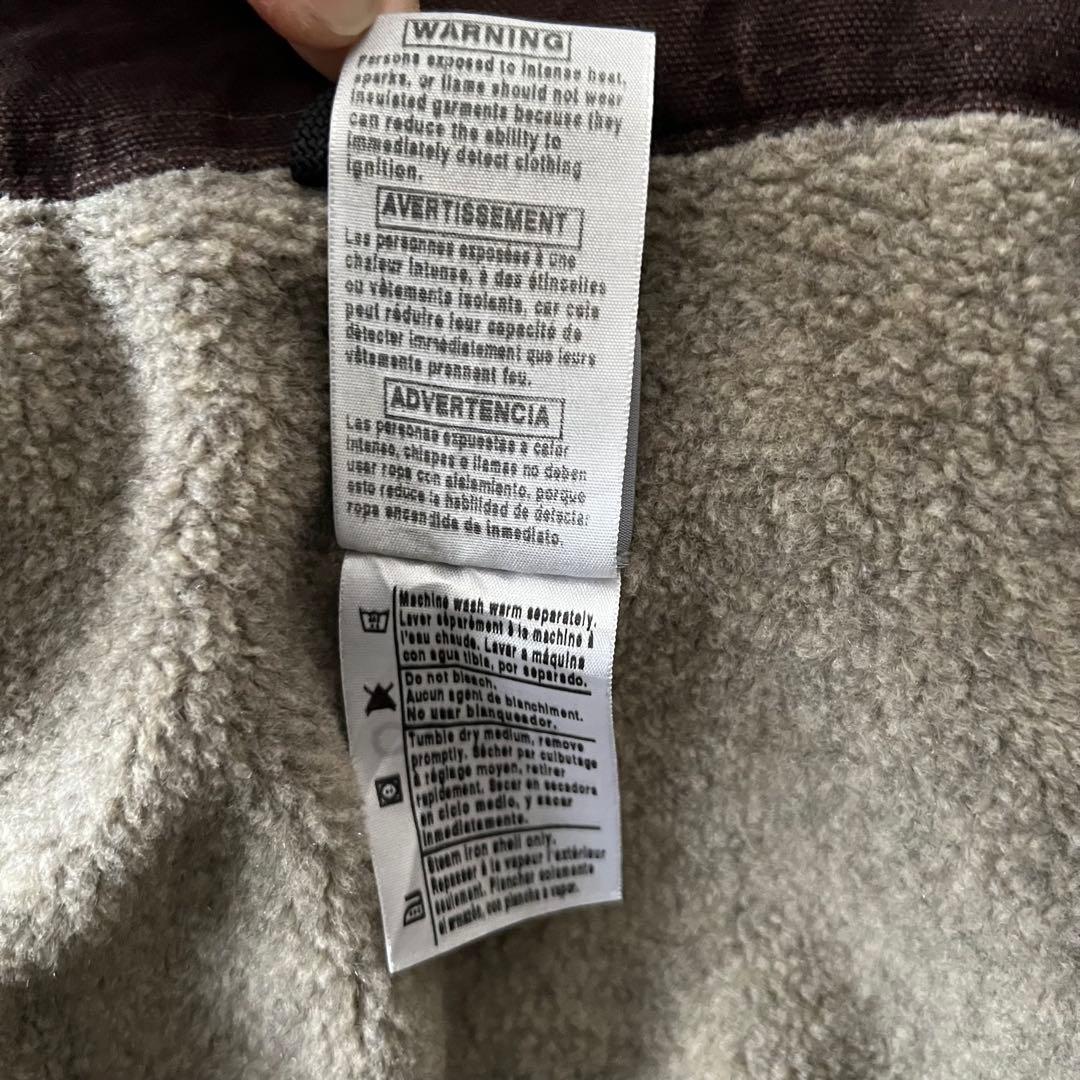 WARNING
Persons exposed to intense heat,
sparks, or flame should not wear
insulated garments because they
can reduce the ability to
immediately detect clothing
ignition.
AVERTISSEMENT
Les personnes exposées à une
chaleur intense, à des étincelles
ou vêtements isolants, car cela
peut réduire leur capacité de
détecter immédiatement que leurs
vêtements prennent feu.
ADVERTENCIA
Las personas expuestas a calor
intenso, chispas o llamas no deben
usar ropa con aislamiento, porque
esto reduce la habilidad de detectar
ropa encendida de inmediato.
Machine wash warm separately.
Laver séparément à la machine à
l'eau chaude. Lavar a máquina
con agua tibia, por separado.
Do not bleach.
Aucun agent de blanchiment.
No usar blanqueador.
Tumble dry medium, remove
promptly. Sécher par culbutage
à réglage moyen, retirer
rapidement. Secar en secadora
en ciclo medio, y sacar
inmediatamente.
Steam iron shell only.
Repasser à la vapeur l'extérieur
seulement. Planchar solamente
el armazón, con plancha a vapor.